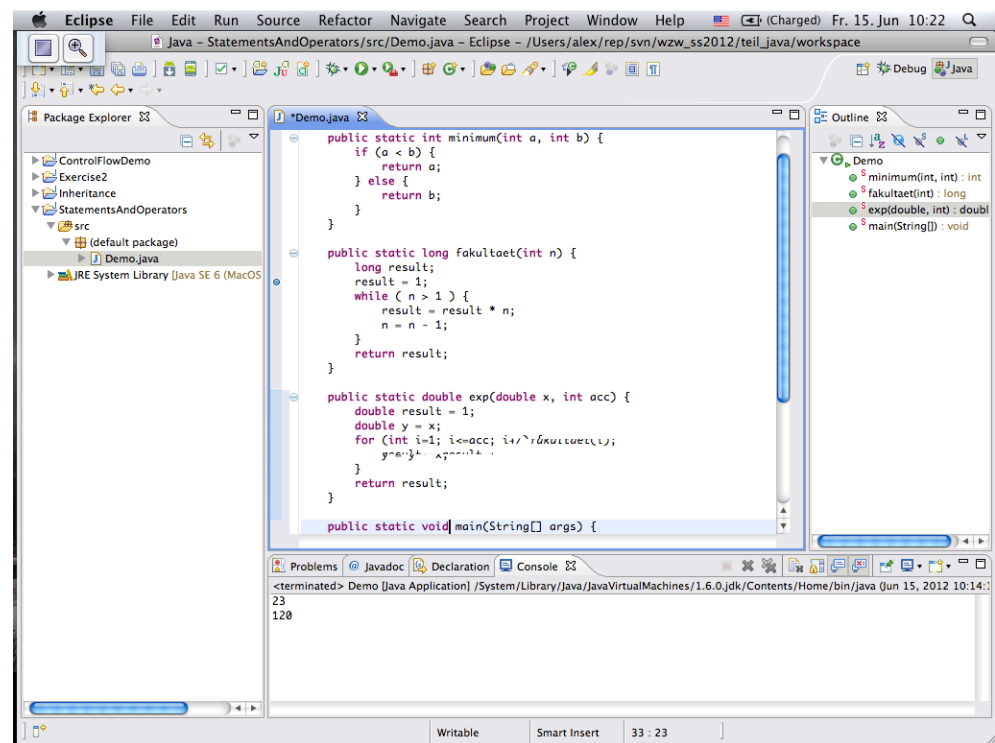 Eclipse File Edit Run Source Refactor Navigate Search Project Window Help (Charged) Fr. 15. Jun 10:22
Java – StatementsAndOperators/src/Demo.java – Eclipse – /Users/alex/rep/svn/wzw_ss2012/teil_java/workspace
Debug Java
Package Explorer
ControlFlowDemo
Exercise2
Inheritance
StatementsAndOperators
src
(default package)
Demo.java
JRE System Library [Java SE 6 (MacOS
*Demo.java
public static int minimum(int a, int b) {
if (a < b) {
return a;
} else {
return b;
}
}
public static long fakultaet(int n) {
long result;
result = 1;
while ( n > 1 ) {
result = result * n;
n = n - 1;
}
return result;
}
public static double exp(double x, int acc) {
double result = 1;
double y = x;
for (int i=1; i<=acc;
}
return result;
}
public static void main(String[] args) {
Outline
Demo
minimum(int, int) : int
fakultaet(int) : long
exp(double, int) : doubl
main(String[]) : void
Problems @ Javadoc Declaration Console
<terminated> Demo [Java Application] /System/Library/Java/JavaVirtualMachines/1.6.0.jdk/Contents/Home/bin/java (Jun 15, 2012 10:14:
23
120
Writable Smart Insert 33 : 23